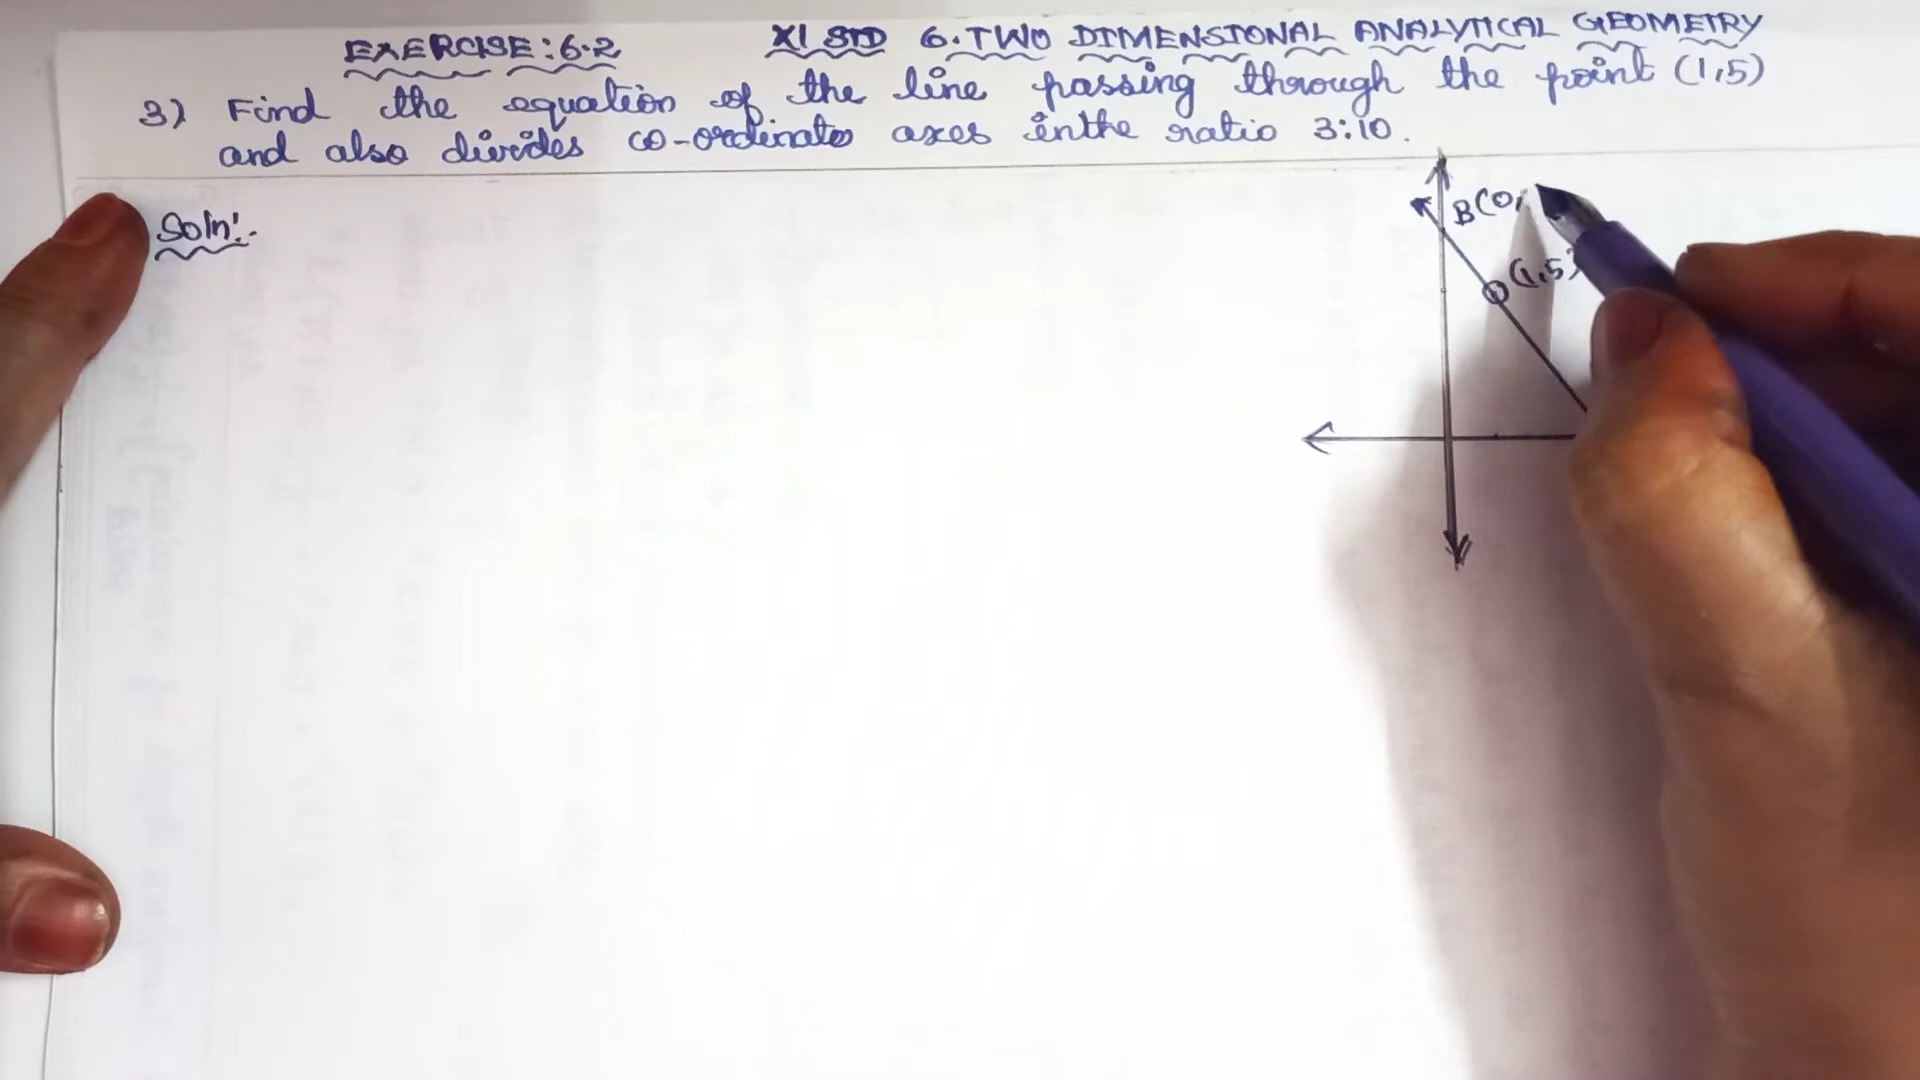 EXERCISE: 6.2 XI STD 6. TWO DIMENSIONAL ANALYTICAL GEOMETRY
3) Find the equation of the line passing through the point (1,5)
and also divides co-ordinate axes in the ratio 3:10.
Soln:-
B(0,
(1,5)